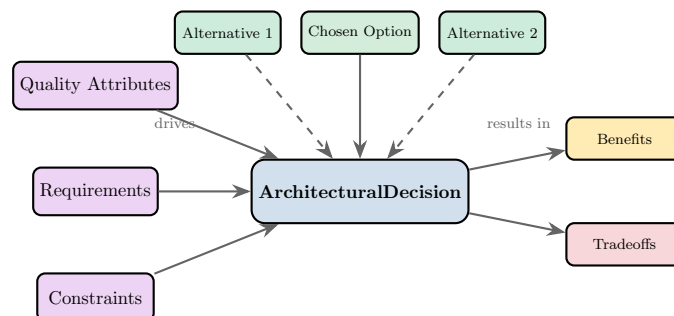 Alternative 1
Chosen Option
Alternative 2
Quality Attributes
drives
results in
Benefits
Requirements
ArchitecturalDecision
Tradeoffs
Constraints